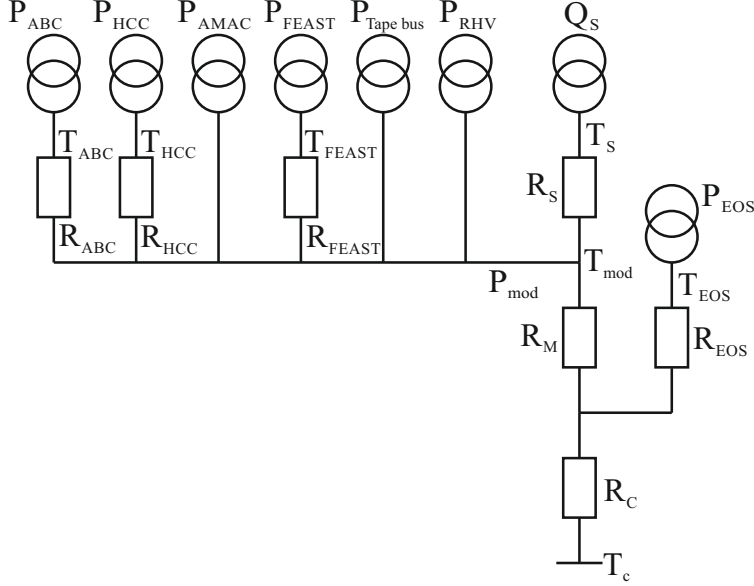 P_ABC P_HCC P_AMAC P_FEAST P_Tape bus P_RHV Q_S
T_ABC T_HCC T_FEAST T_S
R_S P_EOS
R_ABC R_HCC R_FEAST
P_mod T_mod T_EOS
R_M R_EOS
R_C
T_c